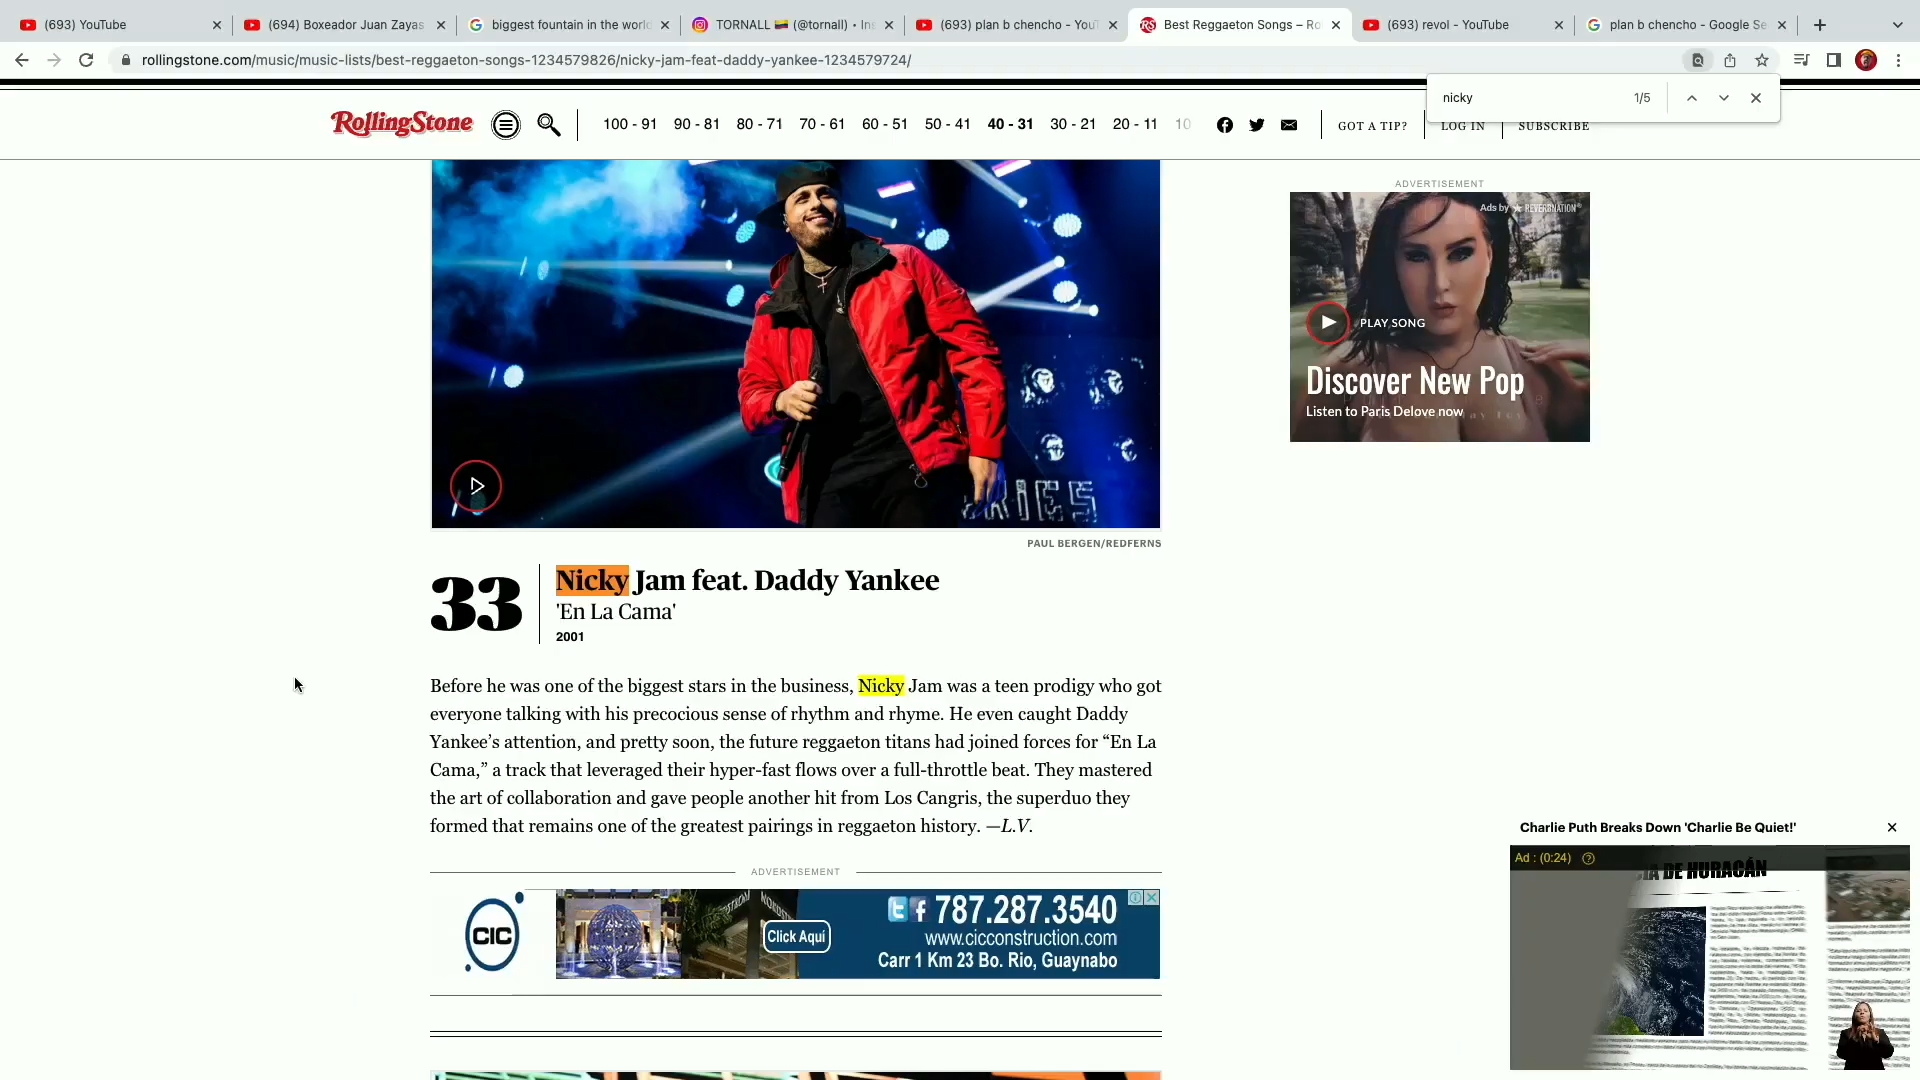 (693) YouTube
(694) Boxeador Juan Zayas
biggest fountain in the world
TORNALL (@tornall) • In
(693) plan b chencho - YouT
Best Reggaeton Songs – Ro
(693) revol - YouTube
plan b chencho - Google Se
rollingstone.com/music/music-lists/best-reggaeton-songs-1234579826/nicky-jam-feat-daddy-yankee-1234579724/
nicky 1/5
RollingStone
100 - 91 90 - 81 80 - 71 70 - 61 60 - 51 50 - 41 40 - 31 30 - 21 20 - 11 10
GOT A TIP? LOG IN SUBSCRIBE
ADVERTISEMENT
Ads by REVERBNATION
PLAY SONG
Discover New Pop
Listen to Paris Delove now
RIES
PAUL BERGEN/REDFERNS
33
Nicky Jam feat. Daddy Yankee
'En La Cama'
2001
Before he was one of the biggest stars in the business, Nicky Jam was a teen prodigy who got
everyone talking with his precocious sense of rhythm and rhyme. He even caught Daddy
Yankee’s attention, and pretty soon, the future reggaeton titans had joined forces for “En La
Cama,” a track that leveraged their hyper-fast flows over a full-throttle beat. They mastered
the art of collaboration and gave people another hit from Los Cangris, the superduo they
formed that remains one of the greatest pairings in reggaeton history. —L.V.
ADVERTISEMENT
CIC
NORDSTROM
Click Aquí
787.287.3540
www.cicconstruction.com
Carr 1 Km 23 Bo. Rio, Guaynabo
Charlie Puth Breaks Down 'Charlie Be Quiet!'
Ad : (0:24)
DE HURACÁN